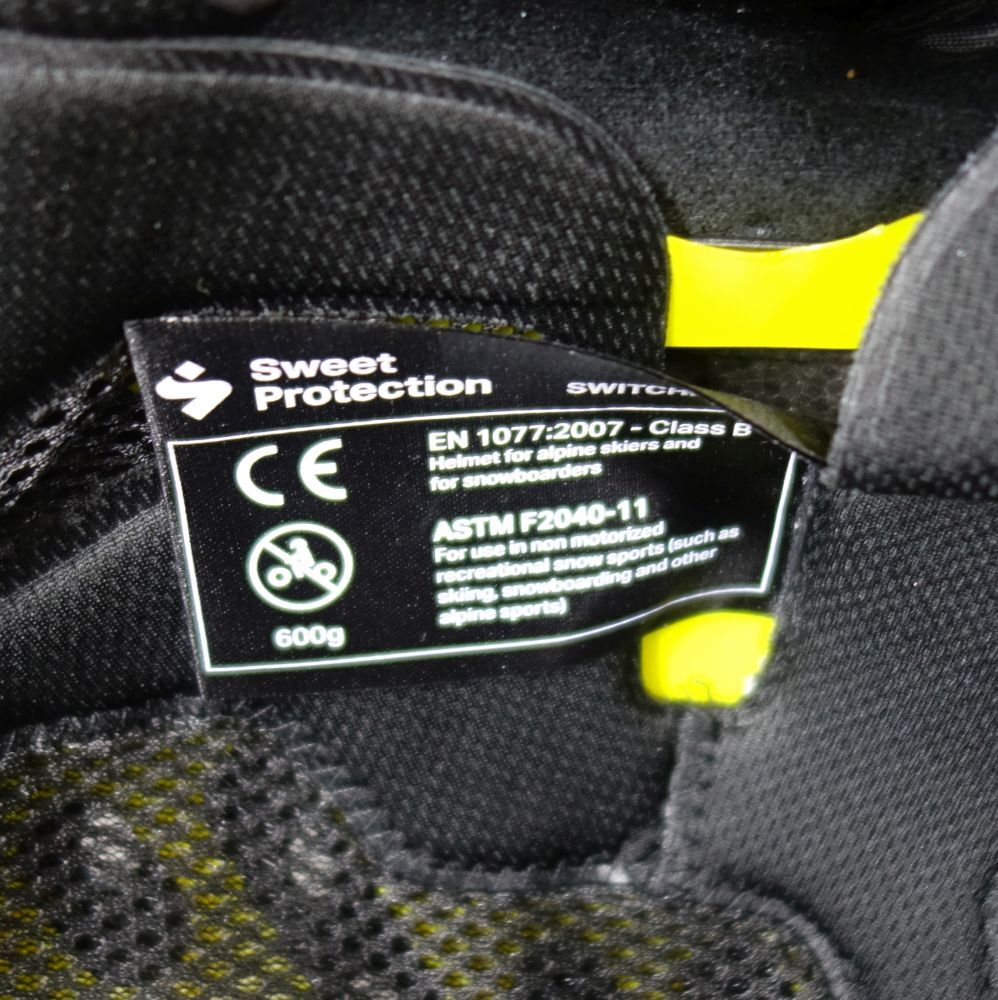 Sweet
Protection
EN 1077:2007 - Class B
Helmet for alpine skiers and
for snowboarders
ASTM F2040-11
For use in non motorized
recreational snow sports (such as
skiing, snowboarding and other
alpine sports)
CE
600g